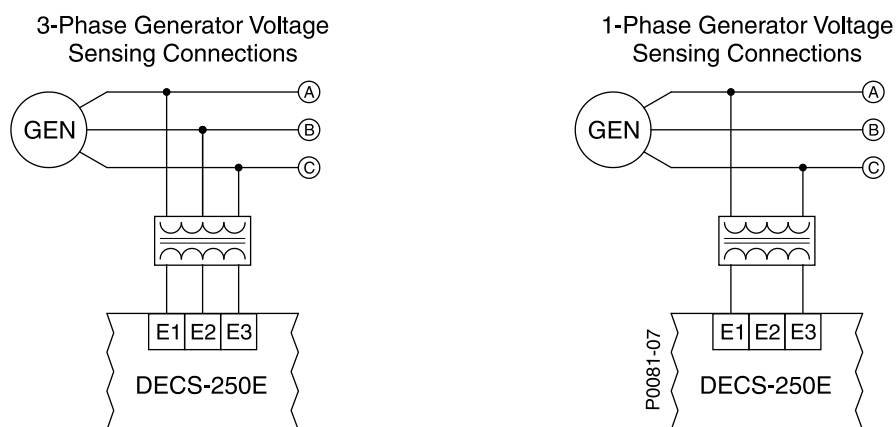 3-Phase Generator Voltage
Sensing Connections
GEN
A
B
C
E1 E2 E3
DECS-250E
1-Phase Generator Voltage
Sensing Connections
GEN
A
B
C
E1 E2 E3
DECS-250E
P0081-07